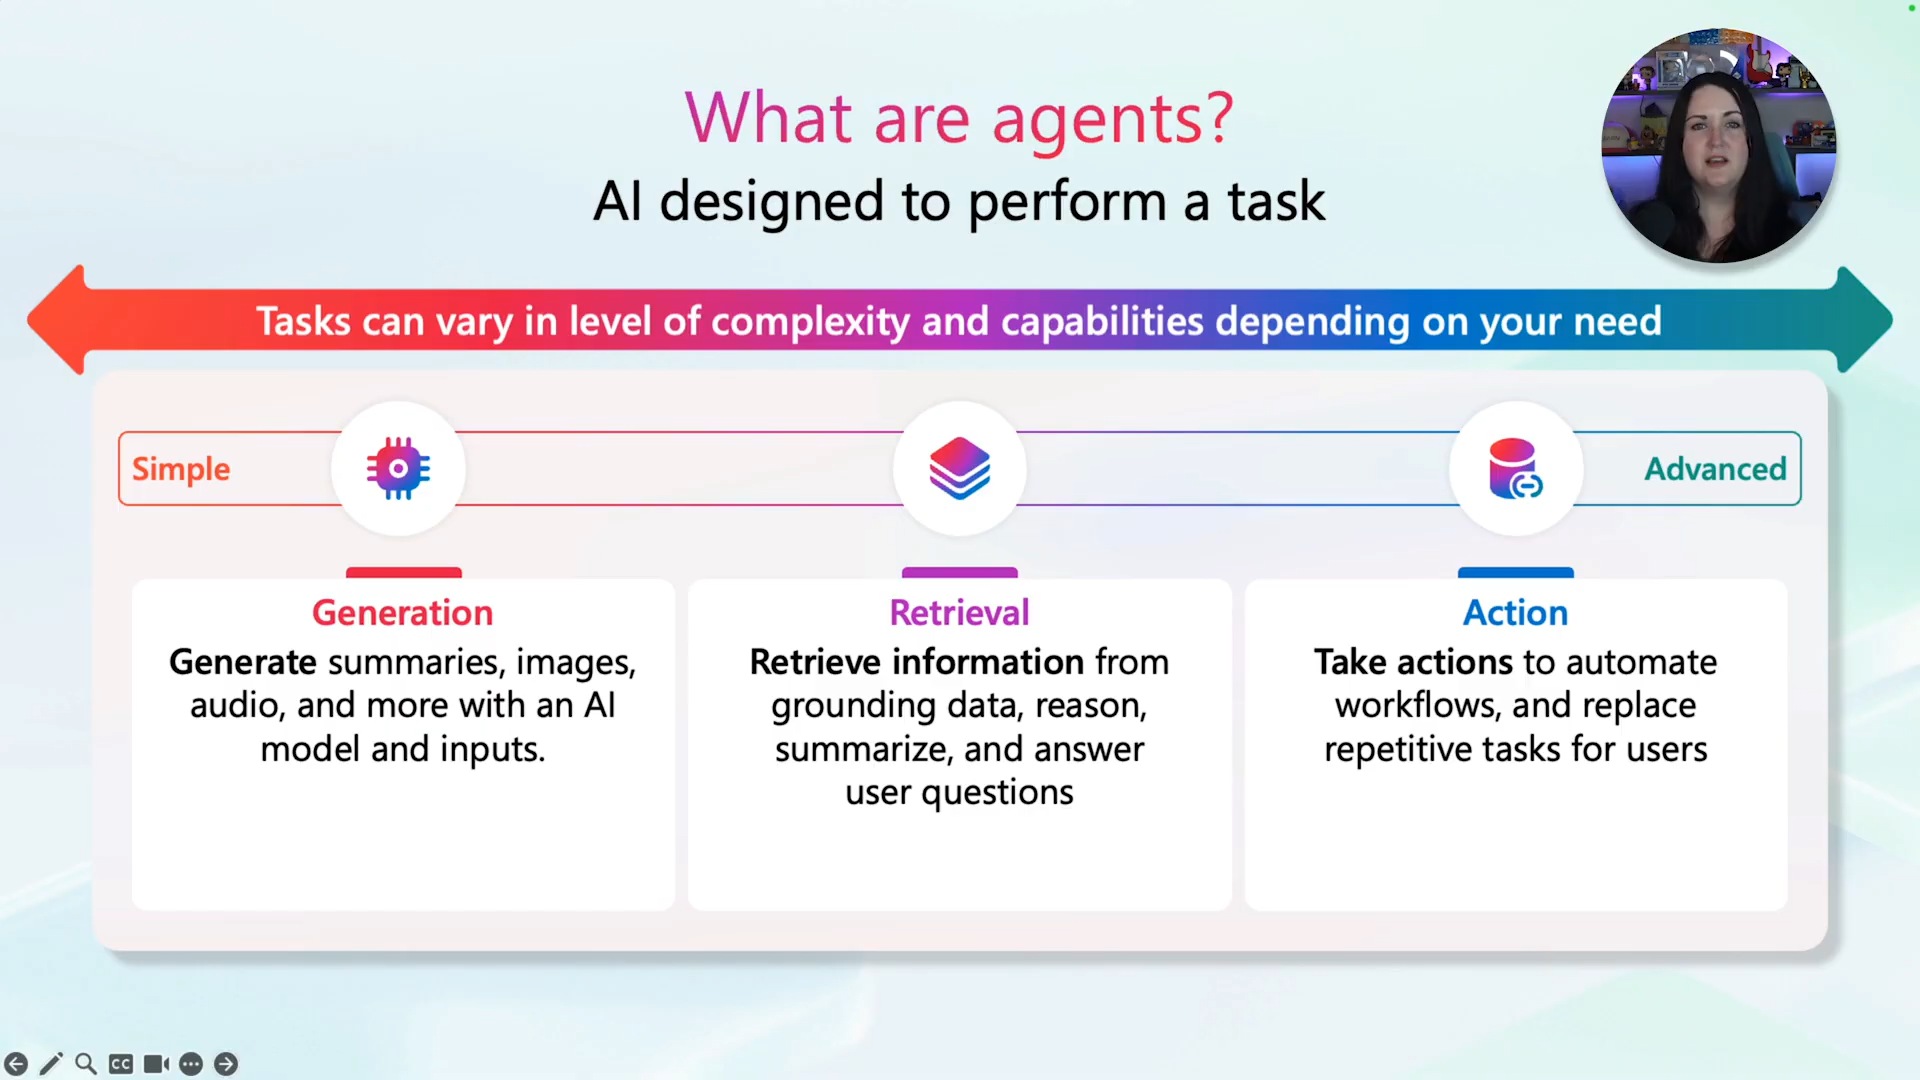 What are agents?
AI designed to perform a task
Tasks can vary in level of complexity and capabilities depending on your need
Simple
Advanced
Generation
Generate summaries, images,
audio, and more with an AI
model and inputs.
Retrieval
Retrieve information from
grounding data, reason,
summarize, and answer
user questions
Action
Take actions to automate
workflows, and replace
repetitive tasks for users
CC